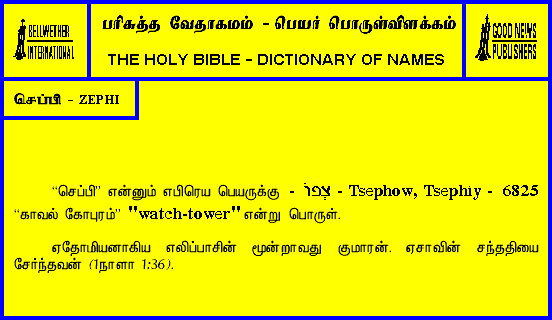 BELLWETHER
INTERNATIONAL
பரிசுத்த வேதாகமம் - பெயர் பொருள்விளக்கம்
THE HOLY BIBLE - DICTIONARY OF NAMES
GOOD NEWS
PUBLISHERS
செப்பி - ZEPHI
“செப்பி” என்னும் எபிரெய பெயருக்கு - צְפוֹ - Tsephow, Tsephiy - 6825
“காவல் கோபுரம்” "watch-tower" என்று பொருள்.
ஏதோமியனாகிய எலிப்பாசின் மூன்றாவது குமாரன். ஏசாவின் சந்ததியை
சேர்ந்தவன் (1நாளா 1:36).